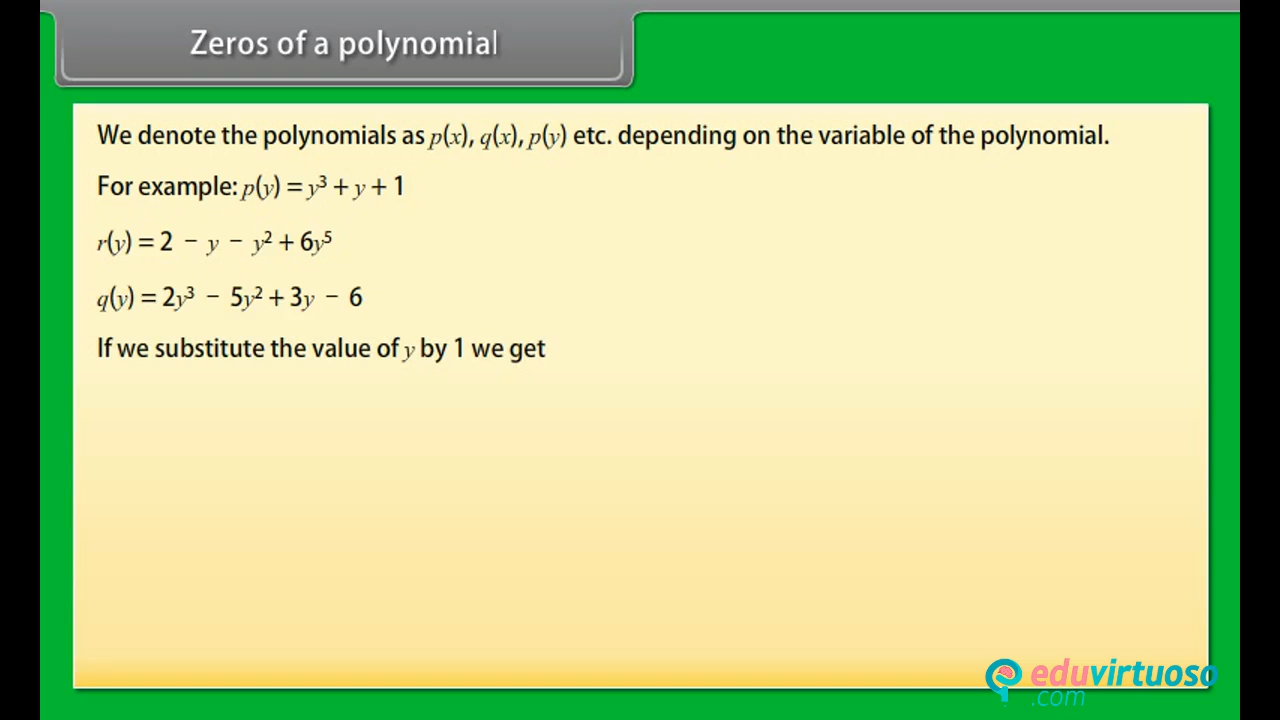 Zeros of a polynomial
We denote the polynomials as p(x), q(x), p(y) etc. depending on the variable of the polynomial.
For example: p(y) = y³ + y + 1
r(y) = 2 − y − y² + 6y⁵
q(y) = 2y³ − 5y² + 3y − 6
If we substitute the value of y by 1 we get
eduvirtuoso
.com